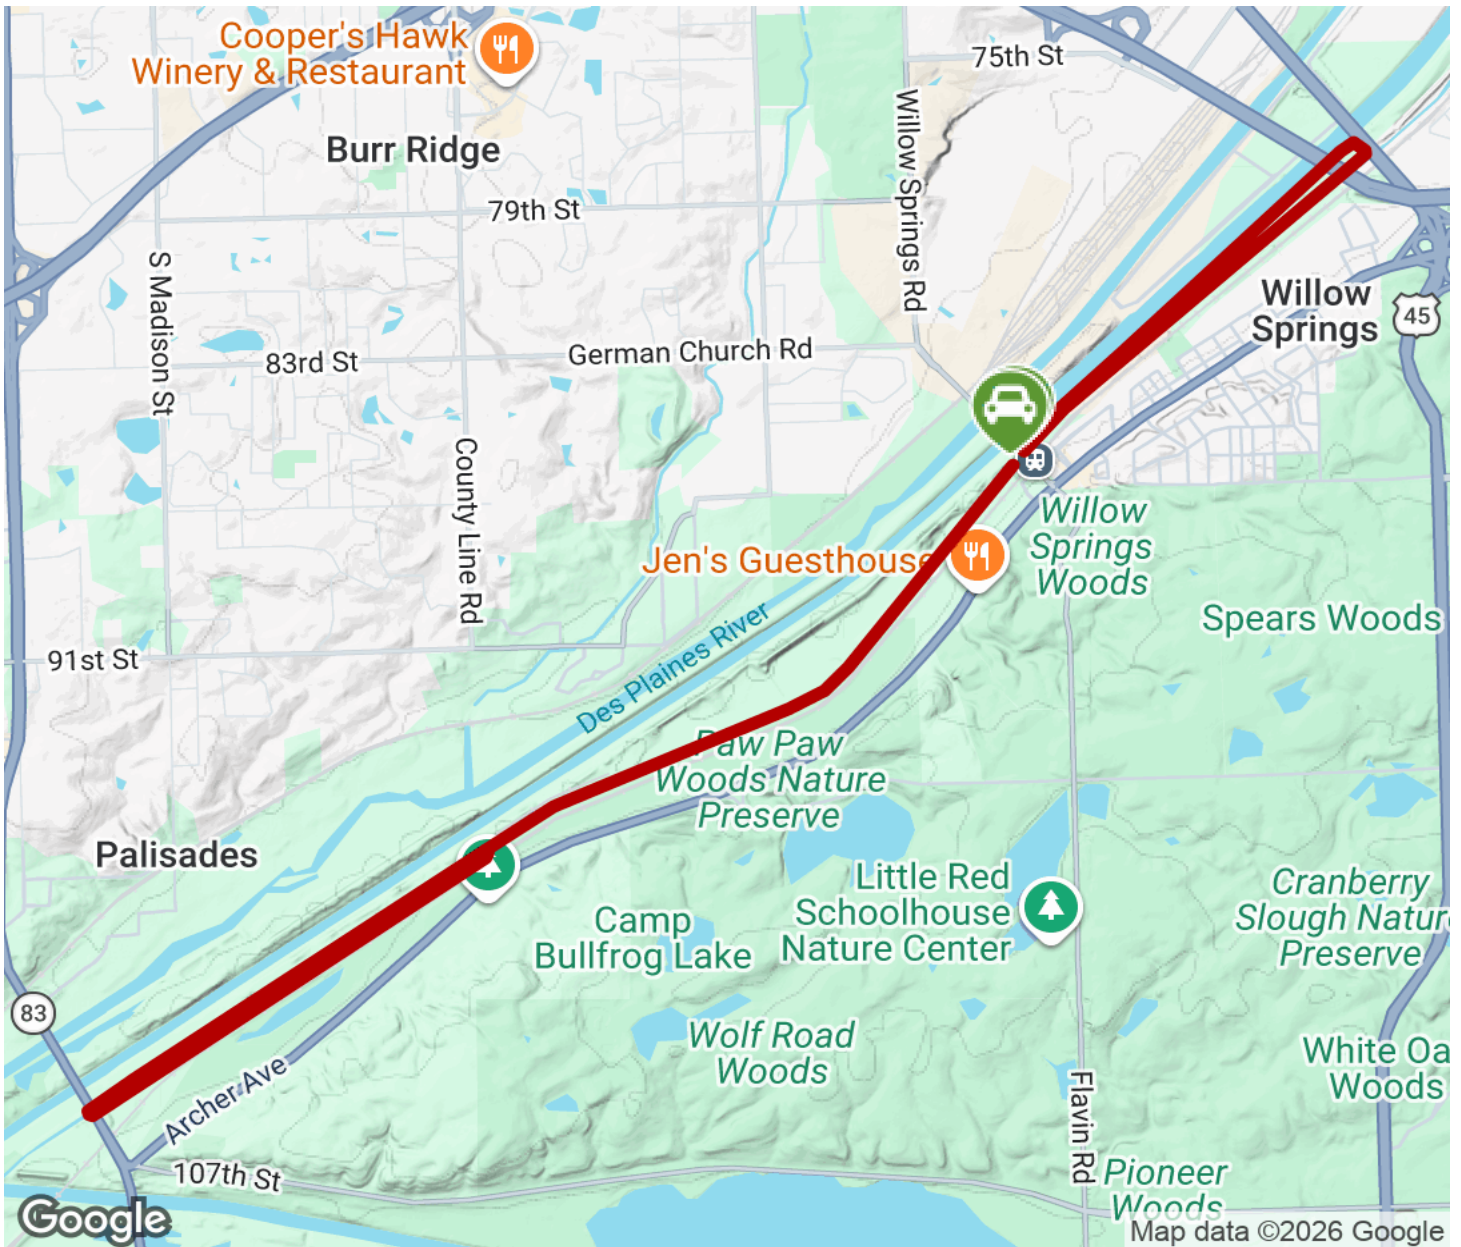 Cooper's Hawk
Winery & Restaurant
75th St
Burr Ridge
Willow Springs Rd
79th St
S Madison St
Willow
Springs
45
83rd St
German Church Rd
County Line Rd
Willow
Springs
Woods
Jen's Guesthouse
Spears Woods
91st St
Des Plaines River
Paw Paw
Woods Nature
Preserve
Palisades
Little Red
Schoolhouse
Nature Center
Cranberry
Slough Nature
Preserve
Camp
Bullfrog Lake
83
Wolf Road
Woods
White Oa
Woods
Archer Ave
Flavin Rd
107th St
Pioneer
Woods
Google
Map data ©2026 Google